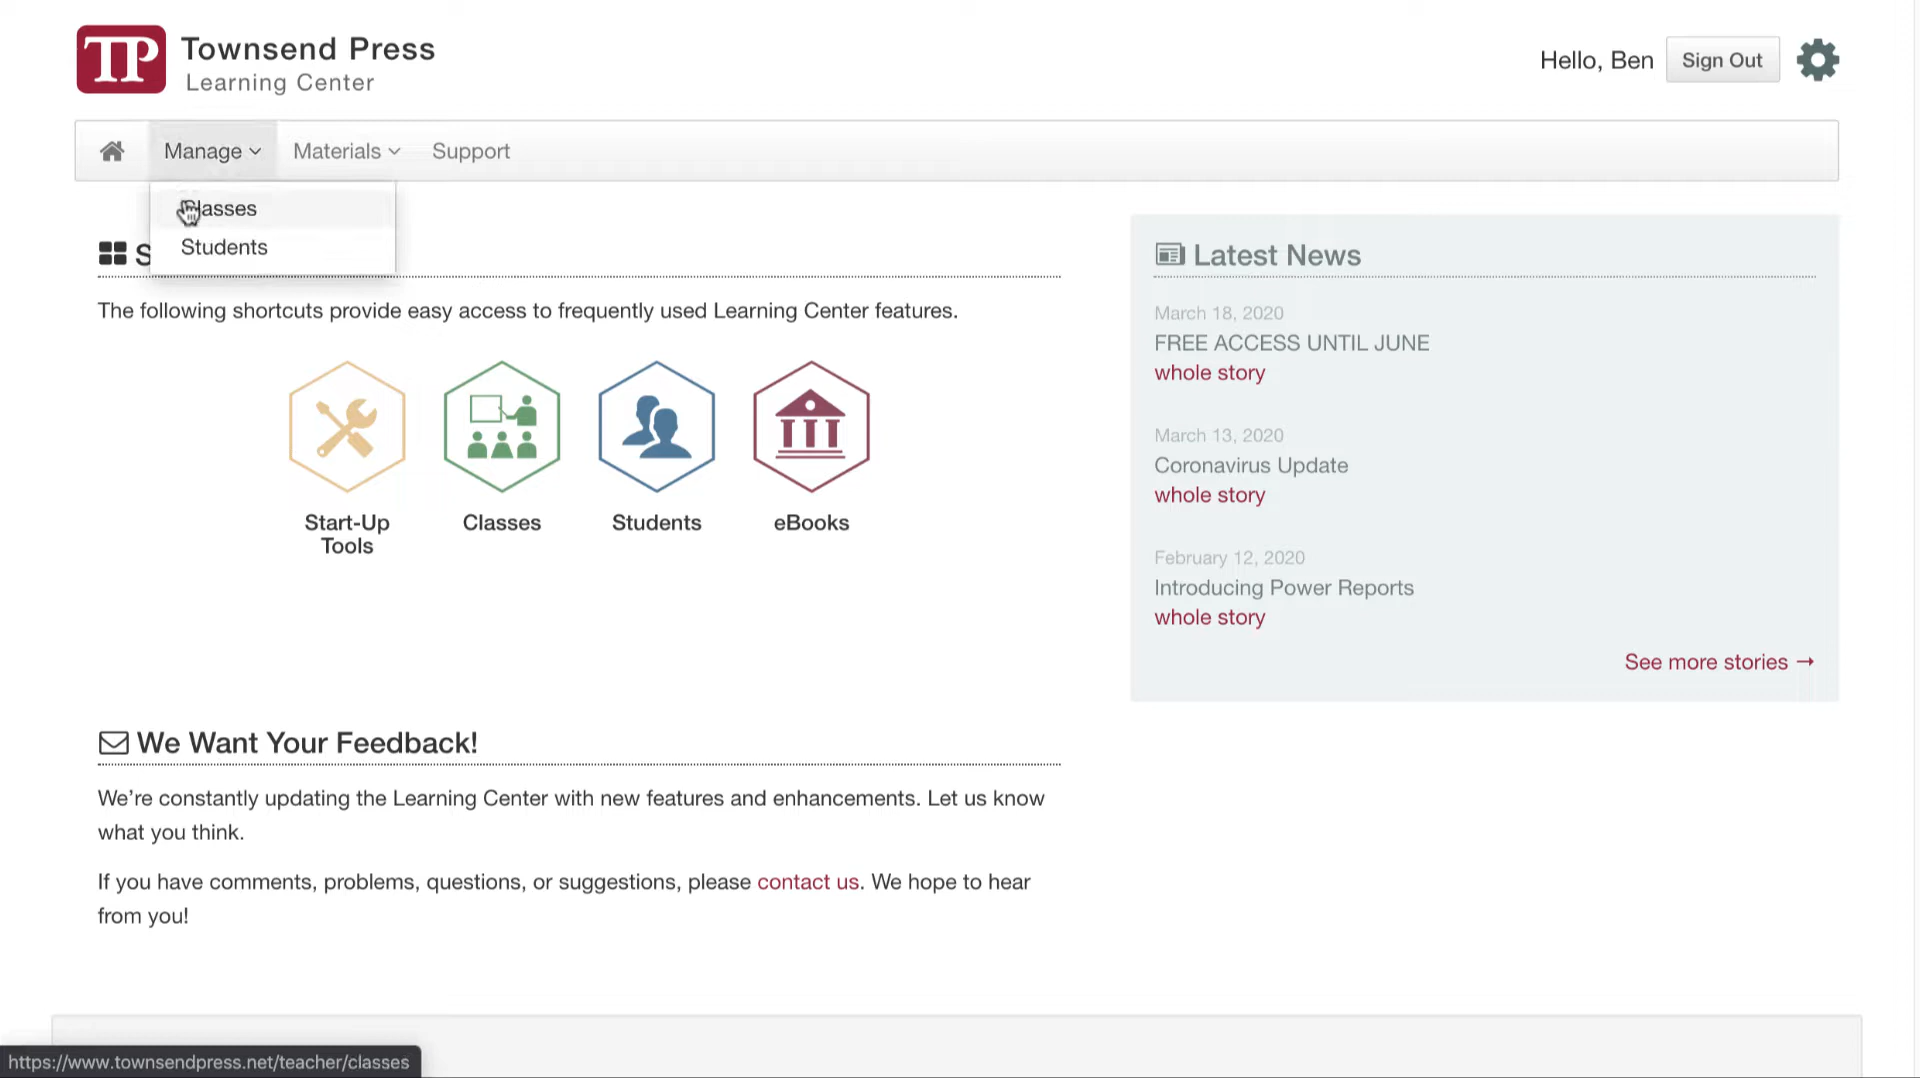 TP
Townsend Press
Learning Center
Hello, Ben
Sign Out
Manage
Materials
Support
Students
The following shortcuts provide easy access to frequently used Learning Center features.
Start-Up
Tools
Classes
Students
eBooks
Latest News
March 18, 2020
FREE ACCESS UNTIL JUNE
whole story
March 13, 2020
Coronavirus Update
whole story
February 12, 2020
Introducing Power Reports
whole story
See more stories →
We Want Your Feedback!
We're constantly updating the Learning Center with new features and enhancements. Let us know
what you think.
If you have comments, problems, questions, or suggestions, please contact us. We hope to hear
from you!
https://www.townsendpress.net/teacher/classes